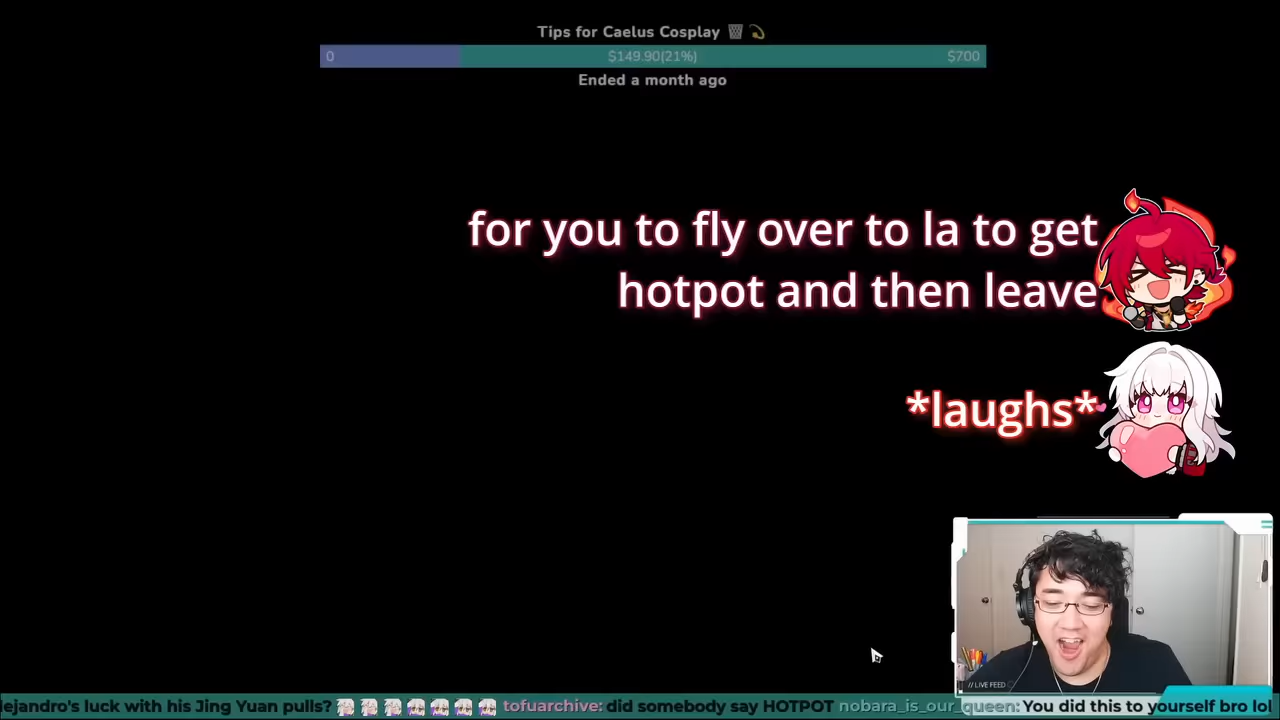 Tips for Caelus Cosplay
0 $149.90(21%) $700
Ended a month ago
for you to fly over to la to get
hotpot and then leave
*laughs*
// LIVE FEED
lejandro's luck with his Jing Yuan pulls? tofuarchive: did somebody say HOTPOT nobara_is_our_queen: You did this to yourself bro lol